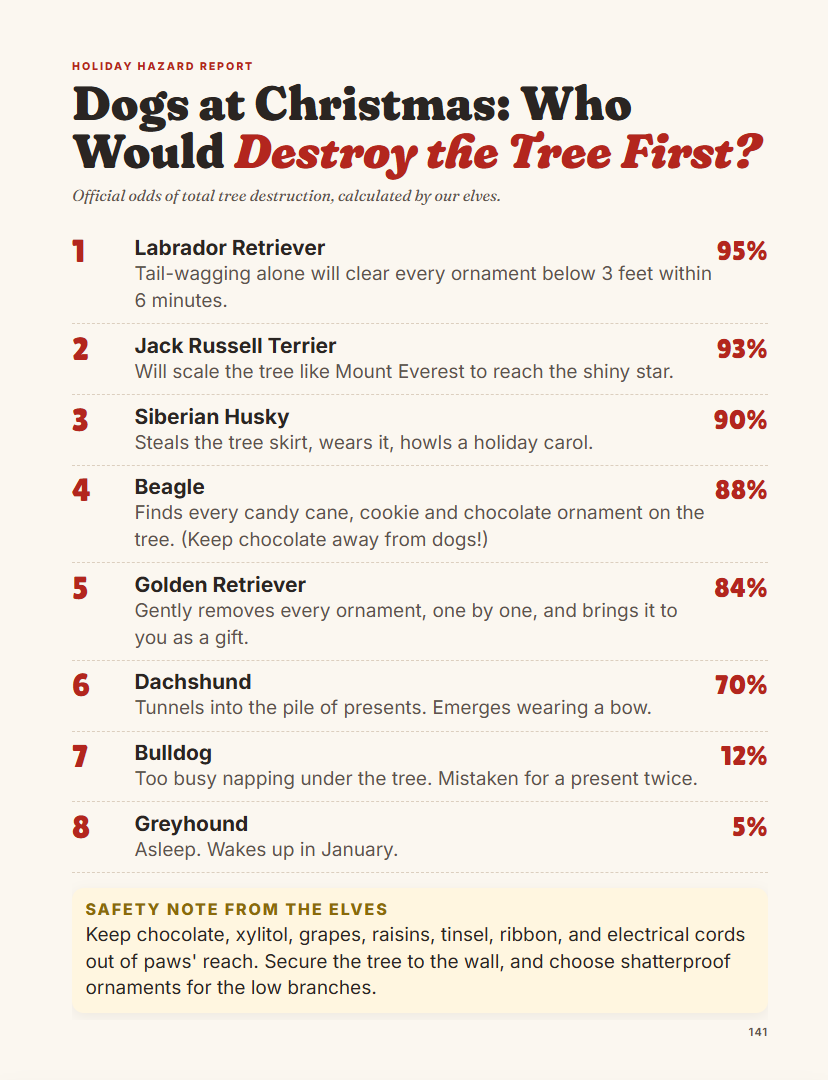 HOLIDAY HAZARD REPORT
Dogs at Christmas: Who
Would Destroy the Tree First?
Official odds of total tree destruction, calculated by our elves.
1 Labrador Retriever 95%
Tail-wagging alone will clear every ornament below 3 feet within
6 minutes.
2 Jack Russell Terrier 93%
Will scale the tree like Mount Everest to reach the shiny star.
3 Siberian Husky 90%
Steals the tree skirt, wears it, howls a holiday carol.
4 Beagle 88%
Finds every candy cane, cookie and chocolate ornament on the
tree. (Keep chocolate away from dogs!)
5 Golden Retriever 84%
Gently removes every ornament, one by one, and brings it to
you as a gift.
6 Dachshund 70%
Tunnels into the pile of presents. Emerges wearing a bow.
7 Bulldog 12%
Too busy napping under the tree. Mistaken for a present twice.
8 Greyhound 5%
Asleep. Wakes up in January.
SAFETY NOTE FROM THE ELVES
Keep chocolate, xylitol, grapes, raisins, tinsel, ribbon, and electrical cords
out of paws' reach. Secure the tree to the wall, and choose shatterproof
ornaments for the low branches.
141